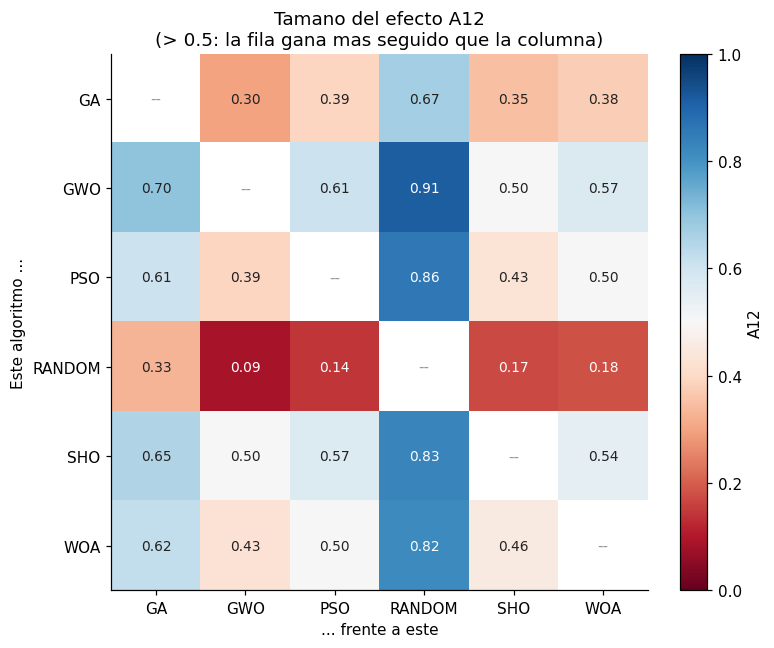 Tamano del efecto A12
(> 0.5: la fila gana mas seguido que la columna)
GA -- 0.30 0.39 0.67 0.35 0.38
GWO 0.70 -- 0.61 0.91 0.50 0.57
PSO 0.61 0.39 -- 0.86 0.43 0.50
RANDOM 0.33 0.09 0.14 -- 0.17 0.18
SHO 0.65 0.50 0.57 0.83 -- 0.54
WOA 0.62 0.43 0.50 0.82 0.46 --
GA GWO PSO RANDOM SHO WOA
... frente a este
Este algoritmo ...
1.0
0.8
0.6
0.4
0.2
0.0
A12